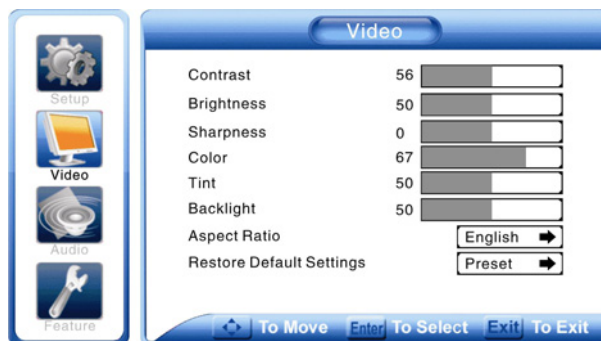 Setup
Video
Audio
Feature
Video
Contrast 56
Brightness 50
Sharpness 0
Color 67
Tint 50
Backlight 50
Aspect Ratio English
Restore Default Settings Preset
To Move Enter To Select Exit To Exit